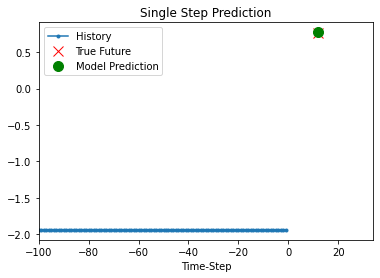 Single Step Prediction
History
True Future
Model Prediction
0.5
0.0
−0.5
−1.0
−1.5
−2.0
−100 −80 −60 −40 −20 0 20
Time-Step